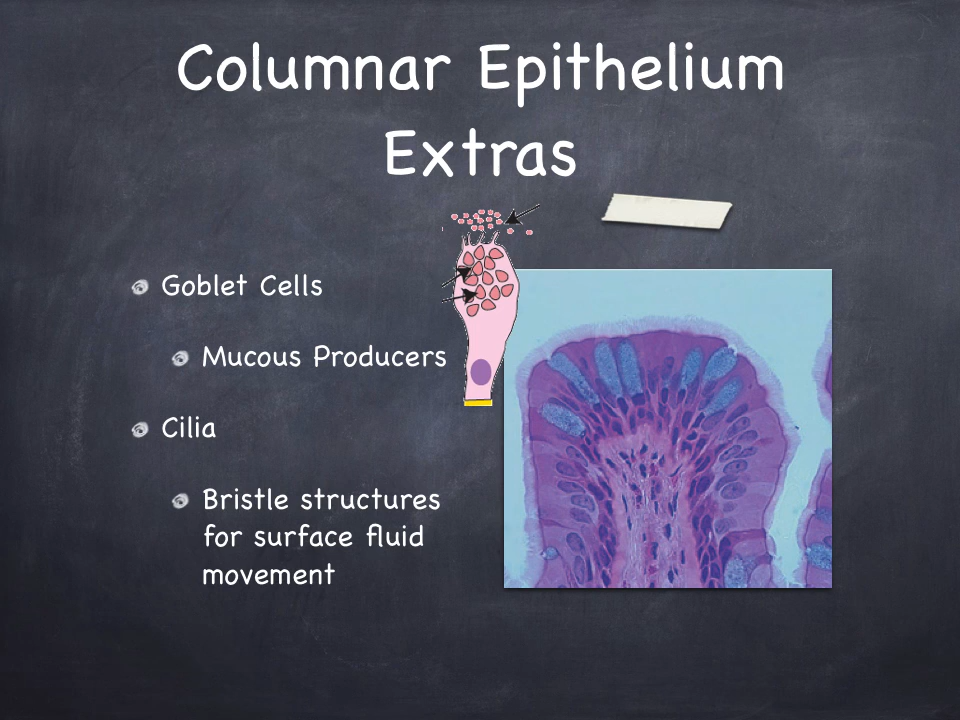 Columnar Epithelium
Extras
Goblet Cells
Mucous Producers
Cilia
Bristle structures
for surface fluid
movement